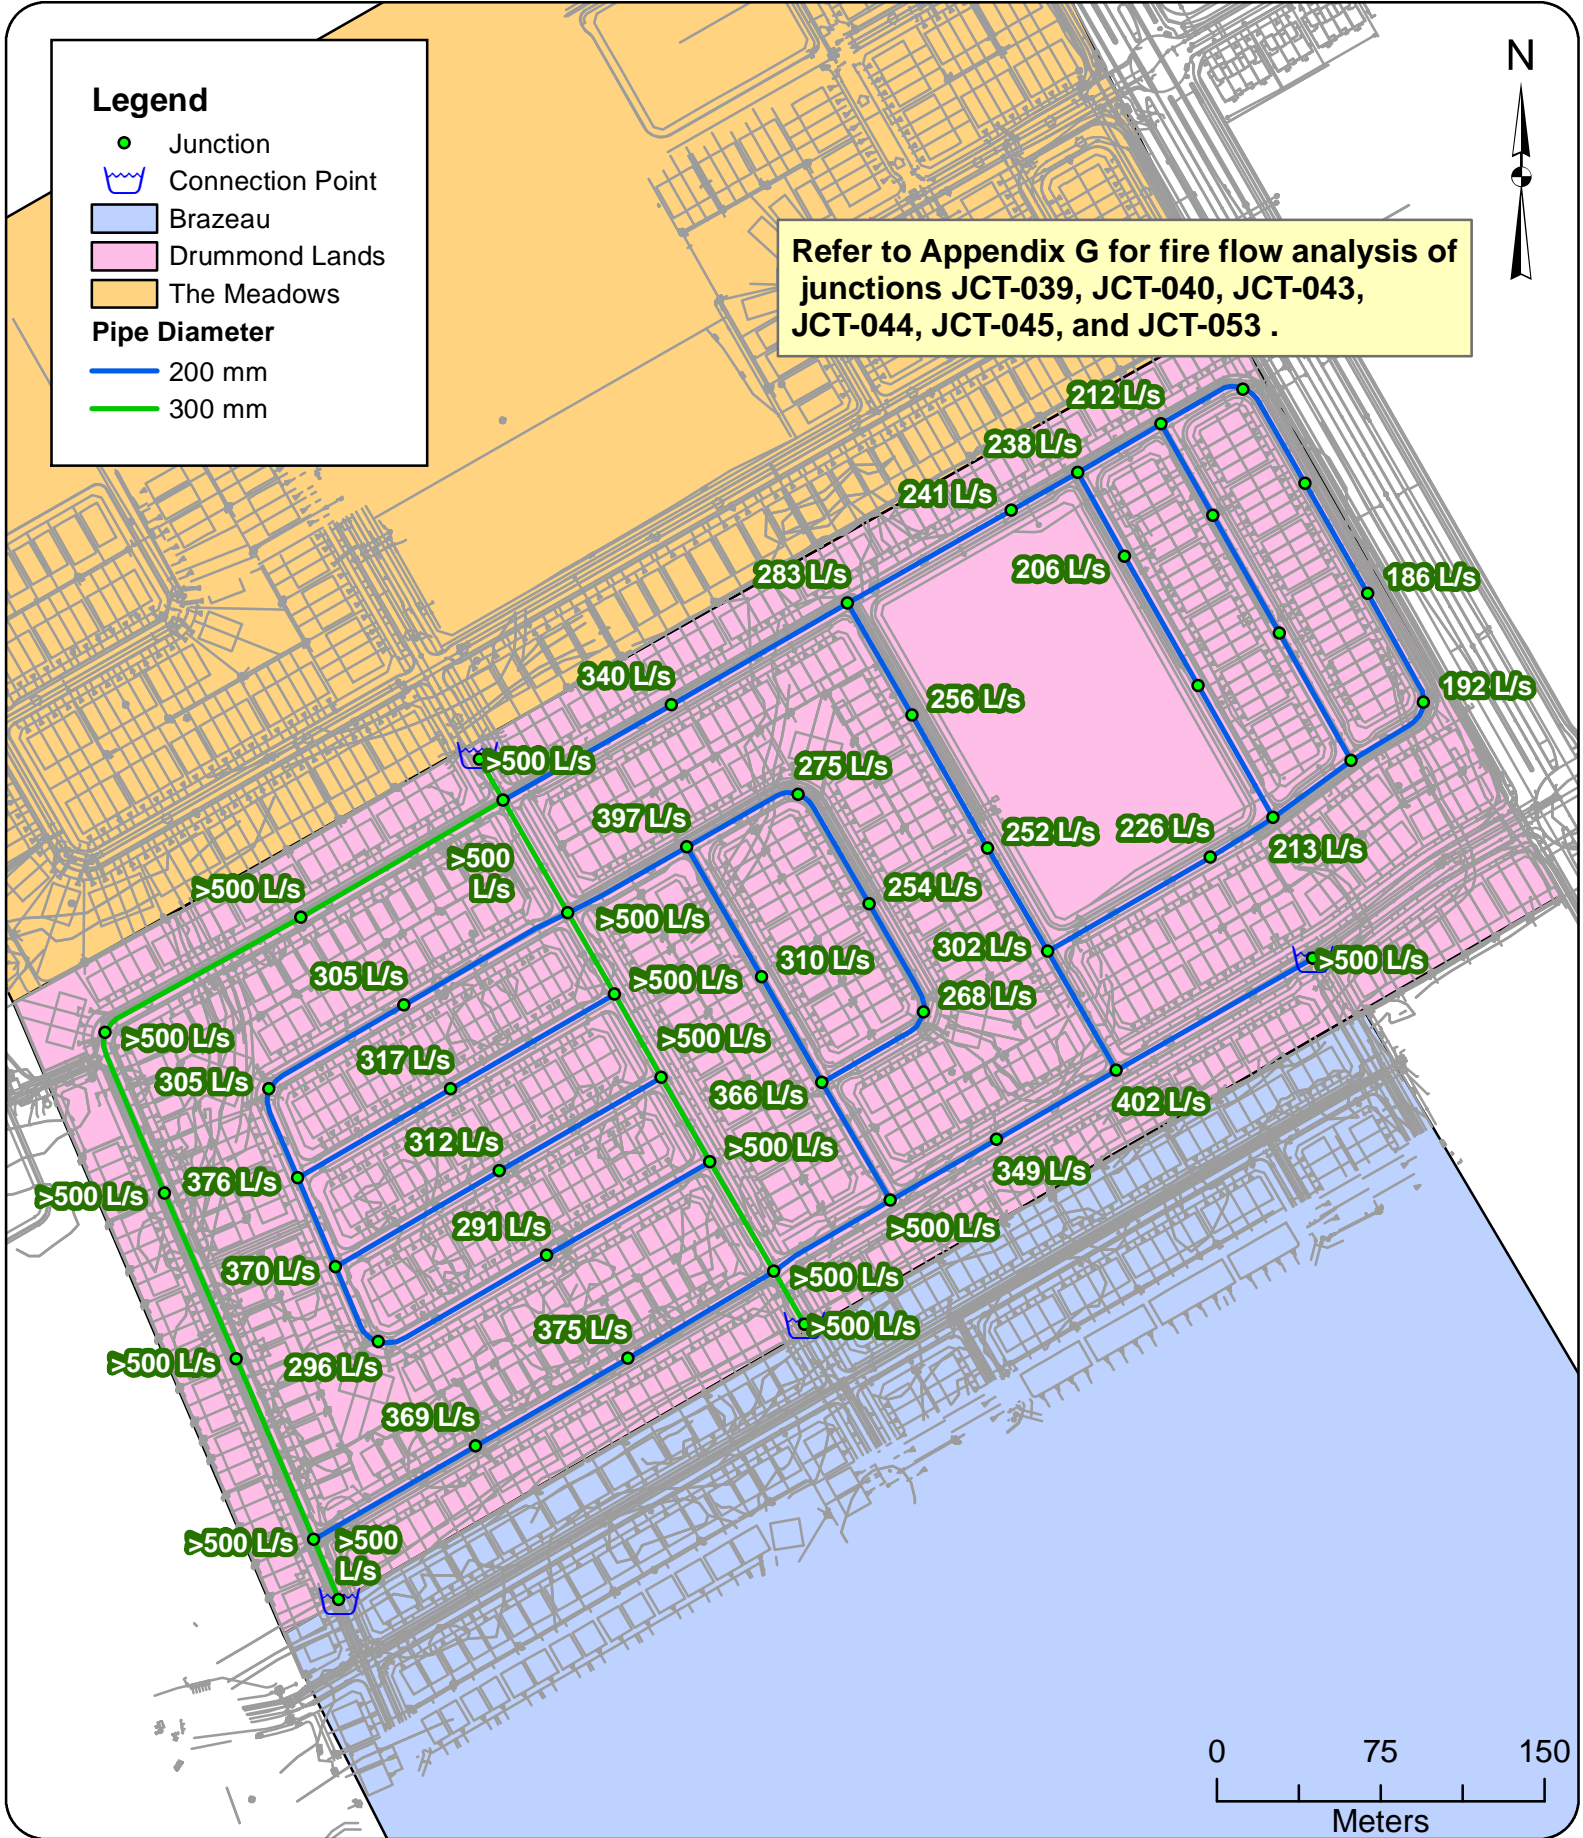 N
Legend
Junction
Connection Point
Brazeau
Drummond Lands
The Meadows
Pipe Diameter
200 mm
300 mm
Refer to Appendix G for fire flow analysis of
junctions JCT-039, JCT-040, JCT-043,
JCT-044, JCT-045, and JCT-053 .
212 L/s
238 L/s
241 L/s
206 L/s
283 L/s
186 L/s
340 L/s
192 L/s
256 L/s
>500 L/s
275 L/s
397 L/s
252 L/s
226 L/s
213 L/s
>500
L/s
>500 L/s
254 L/s
>500 L/s
302 L/s
310 L/s
>500 L/s
305 L/s
>500 L/s
268 L/s
>500 L/s
>500 L/s
317 L/s
305 L/s
366 L/s
402 L/s
312 L/s
>500 L/s
349 L/s
376 L/s
>500 L/s
291 L/s
>500 L/s
370 L/s
>500 L/s
375 L/s
>500 L/s
296 L/s
>500 L/s
369 L/s
>500 L/s
>500
L/s
0 75 150
Meters